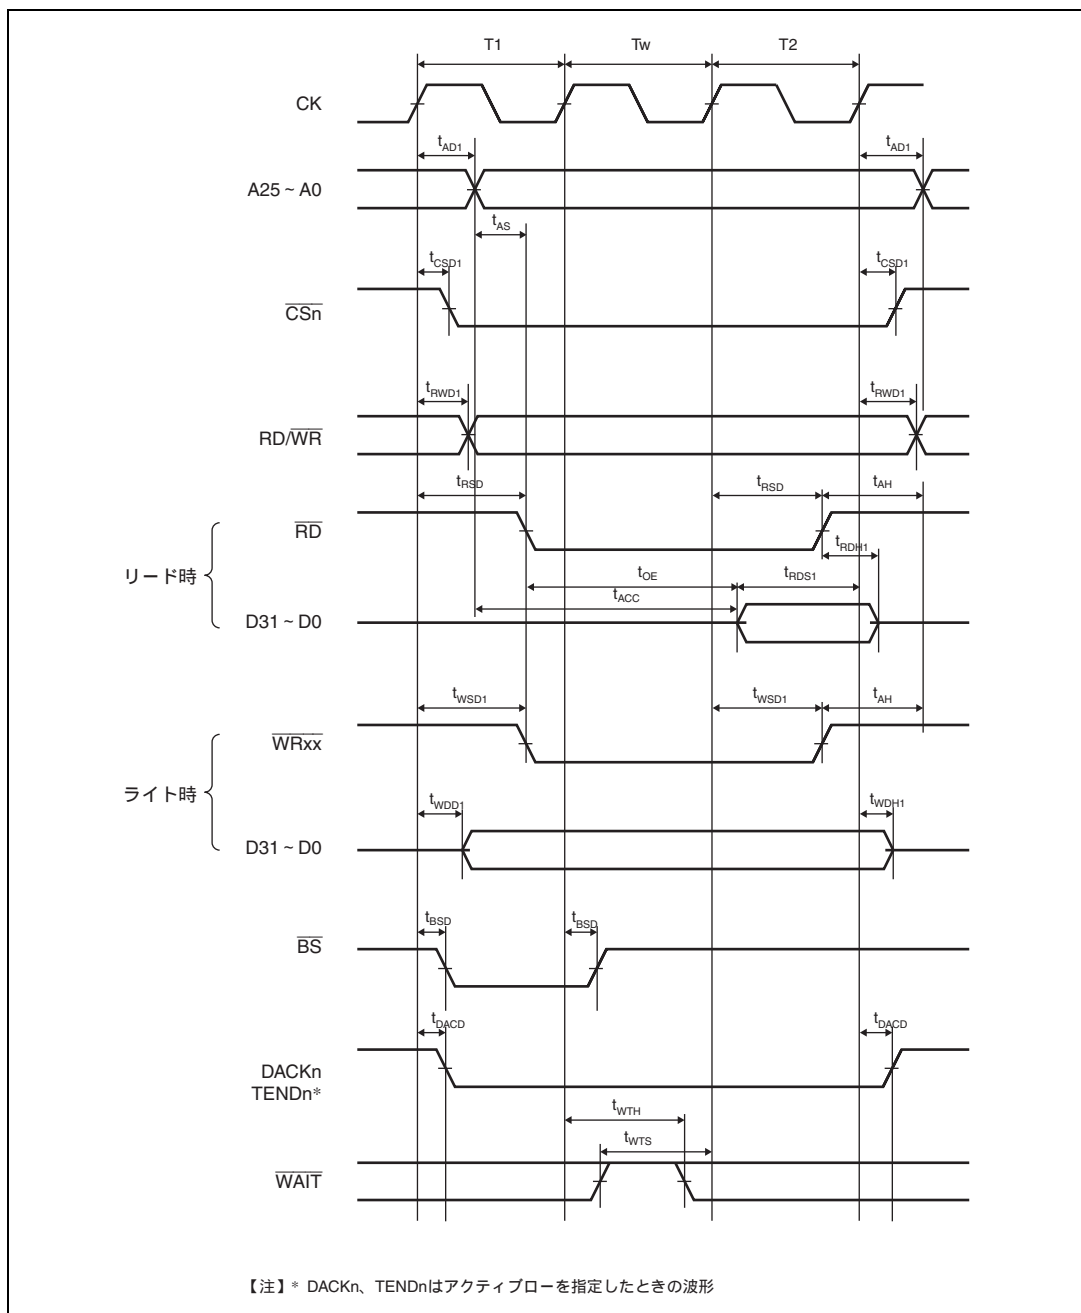 T1 Tw T2
CK
tAD1 tAD1
A25 ~ A0
tAS
tCSD1 tCSD1
CSn
tRWD1 tRWD1
RD/WR
tRSD tRSD tAH
RD
tRDH1
リード時
tOE tRDS1
tACC
D31 ~ D0
tWSD1 tWSD1 tAH
WRxx
ライト時
tWDD1 tWDH1
D31 ~ D0
tBSD tBSD
BS
tDACD tDACD
DACKn
TENDn*
tWTH
tWTS
WAIT
【注】* DACKn、TENDnはアクティブローを指定したときの波形